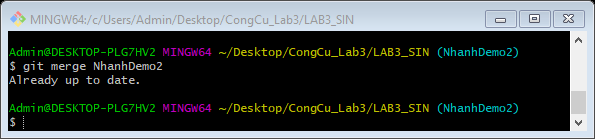 MINGW64:/c/Users/Admin/Desktop/CongCu_Lab3/LAB3_SIN
Admin@DESKTOP-PLG7HV2 MINGW64 ~/Desktop/CongCu_Lab3/LAB3_SIN (NhanhDemo2)
$ git merge NhanhDemo2
Already up to date.
Admin@DESKTOP-PLG7HV2 MINGW64 ~/Desktop/CongCu_Lab3/LAB3_SIN (NhanhDemo2)
$